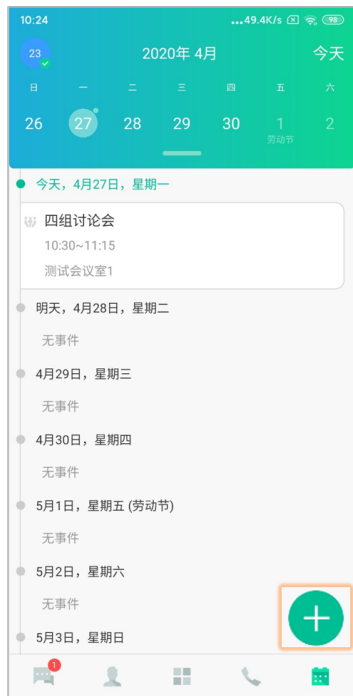 10:24 ...49.4K/s 98
23 2020年 4月 今天
日 一 二 三 四 五 六
26 27 28 29 30 1 2
劳动节
今天，4月27日，星期一
四组讨论会
10:30~11:15
测试会议室1
明天，4月28日，星期二
无事件
4月29日，星期三
无事件
4月30日，星期四
无事件
5月1日，星期五 (劳动节)
无事件
5月2日，星期六
无事件
5月3日，星期日
1